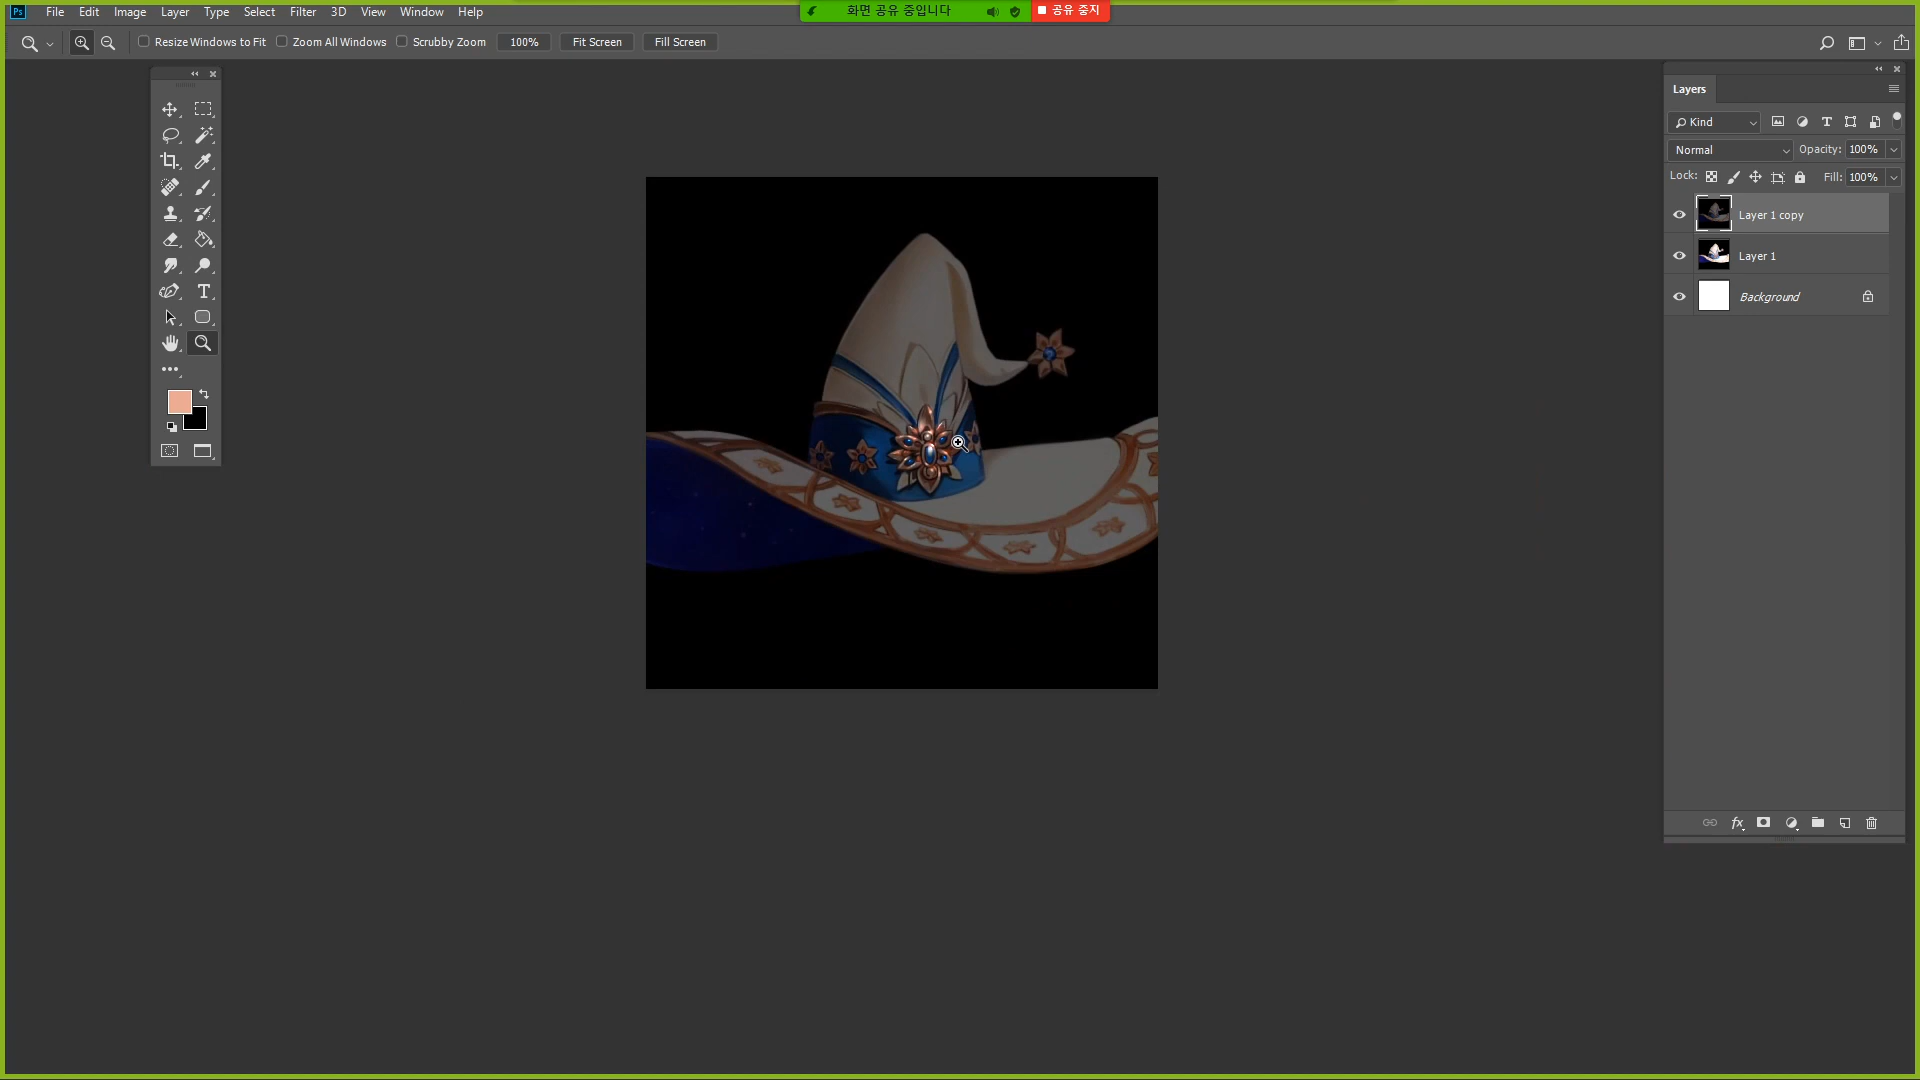 Ps File Edit Image Layer Type Select Filter 3D View Window Help
화면 공유 중입니다 공유 중지
Resize Windows to Fit Zoom All Windows Scrubby Zoom 100% Fit Screen Fill Screen
Layers
Kind
Normal Opacity: 100%
Lock: Fill: 100%
Layer 1 copy
Layer 1
Background